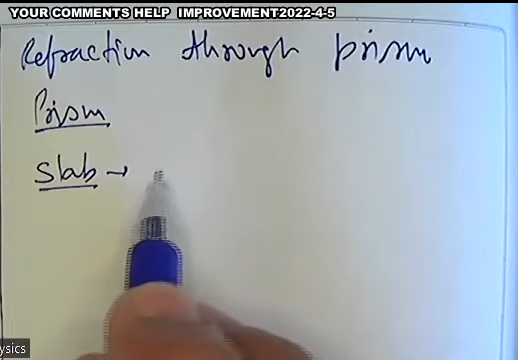 YOUR COMMENTS HELP IMPROVEMENT2022-4-5
Refraction through prism
Prism
Slab →
ysics